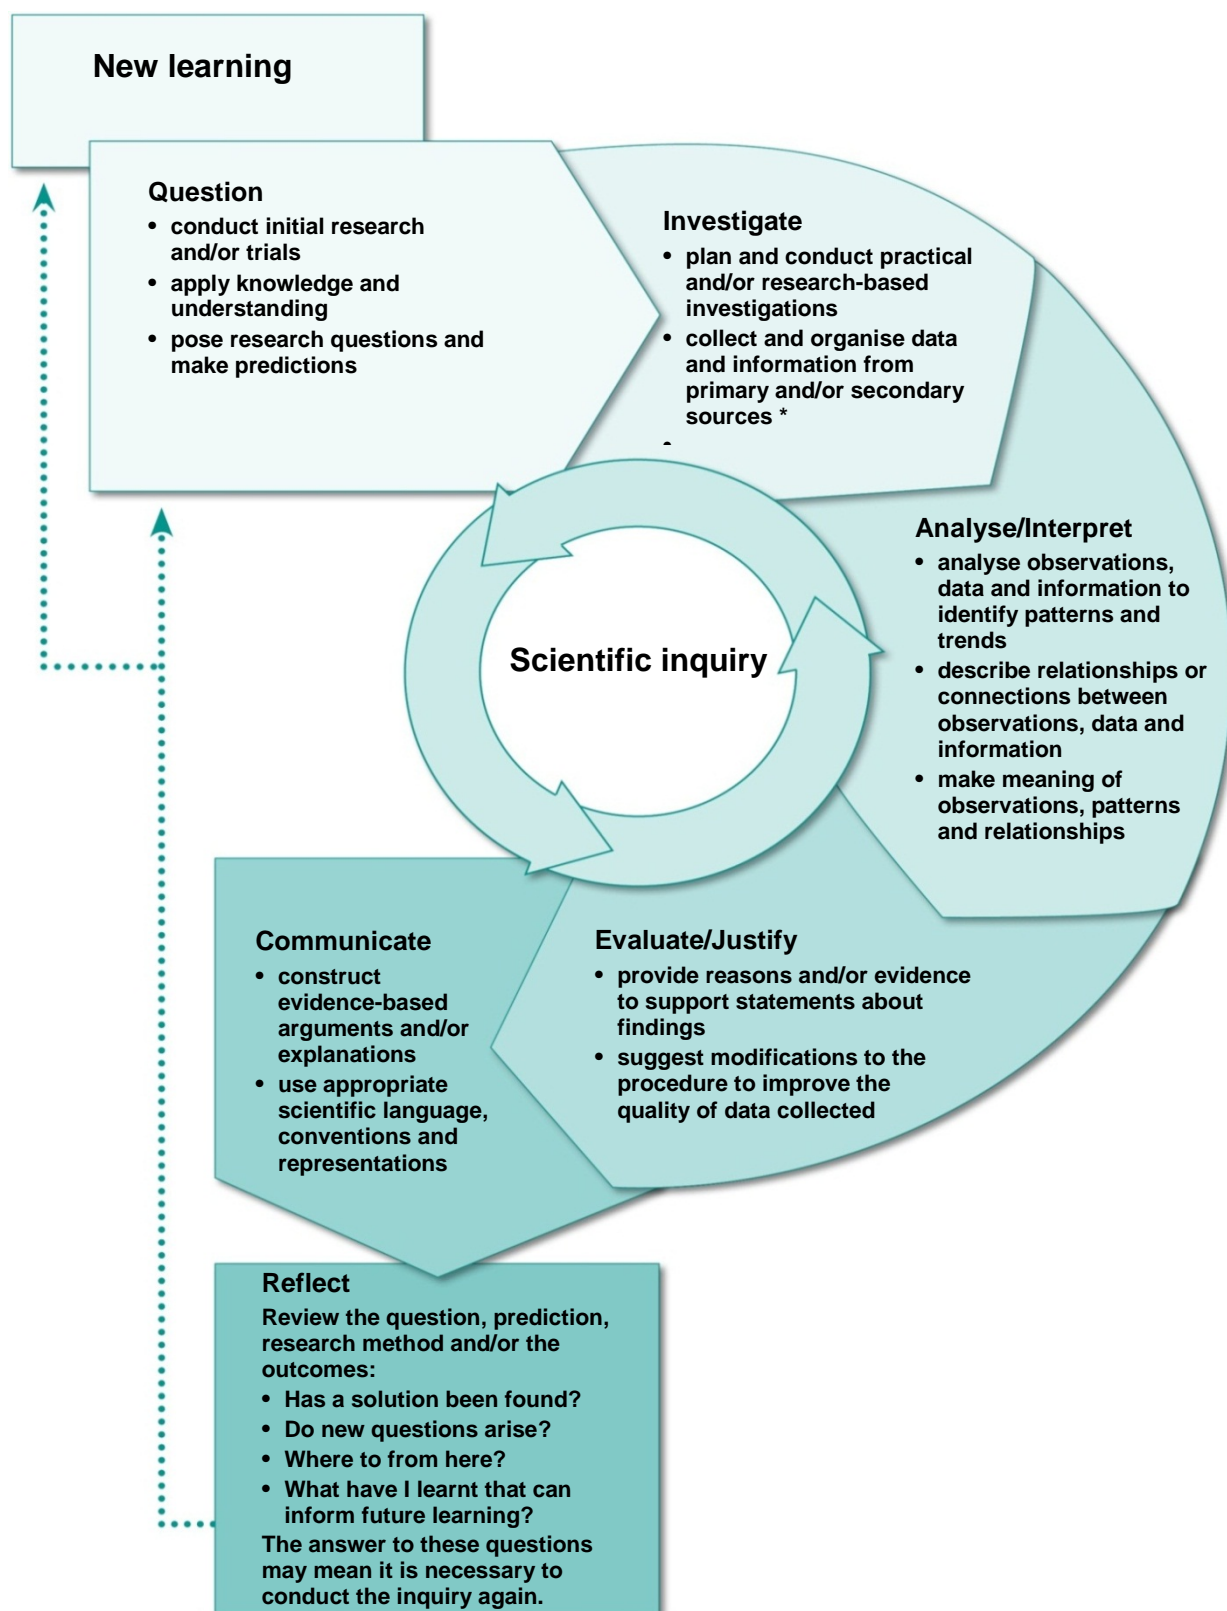 New learning
Question
• conduct initial research
and/or trials
• apply knowledge and
understanding
• pose research questions and
make predictions
Investigate
• plan and conduct practical
and/or research-based
investigations
• collect and organise data
and information from
primary and/or secondary
sources *
•
Analyse/Interpret
• analyse observations,
data and information to
identify patterns and
trends
• describe relationships or
connections between
observations, data and
information
• make meaning of
observations, patterns
and relationships
Scientific inquiry
Evaluate/Justify
• provide reasons and/or evidence
to support statements about
findings
• suggest modifications to the
procedure to improve the
quality of data collected
Communicate
• construct
evidence-based
arguments and/or
explanations
• use appropriate
scientific language,
conventions and
representations
Reflect
Review the question, prediction,
research method and/or the
outcomes:
• Has a solution been found?
• Do new questions arise?
• Where to from here?
• What have I learnt that can
inform future learning?
The answer to these questions
may mean it is necessary to
conduct the inquiry again.